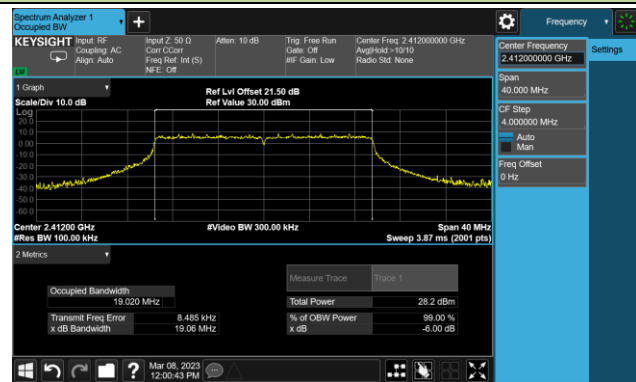 Spectrum Analyzer 1
Occupied BW
Frequency
KEYSIGHT
Input: RF
Coupling: AC
Align: Auto
Input Z: 50 Ω
Corr CCorr
Freq Ref: Int (S)
NFE: Off
Atten: 10 dB
Trig: Free Run
Gate: Off
#IF Gain: Low
Center Freq: 2.412000000 GHz
Avg|Hold:>10/10
Radio Std: None
Center Frequency
2.412000000 GHz
Settings
Span
40.000 MHz
CF Step
4.000000 MHz
Auto
Man
Freq Offset
0 Hz
1 Graph
Scale/Div 10.0 dB
Ref Lvl Offset 21.50 dB
Ref Value 30.00 dBm
Log
20.0
10.0
0.00
-10.0
-20.0
-30.0
-40.0
-50.0
-60.0
Center 2.41200 GHz
#Video BW 300.00 kHz
Span 40 MHz
#Res BW 100.00 kHz
Sweep 3.87 ms (2001 pts)
2 Metrics
Measure Trace
Trace 1
Occupied Bandwidth
19.020 MHz
Total Power
28.2 dBm
Transmit Freq Error
8.485 kHz
% of OBW Power
99.00 %
x dB Bandwidth
19.06 MHz
x dB
-6.00 dB
Mar 08, 2023
12:00:43 PM